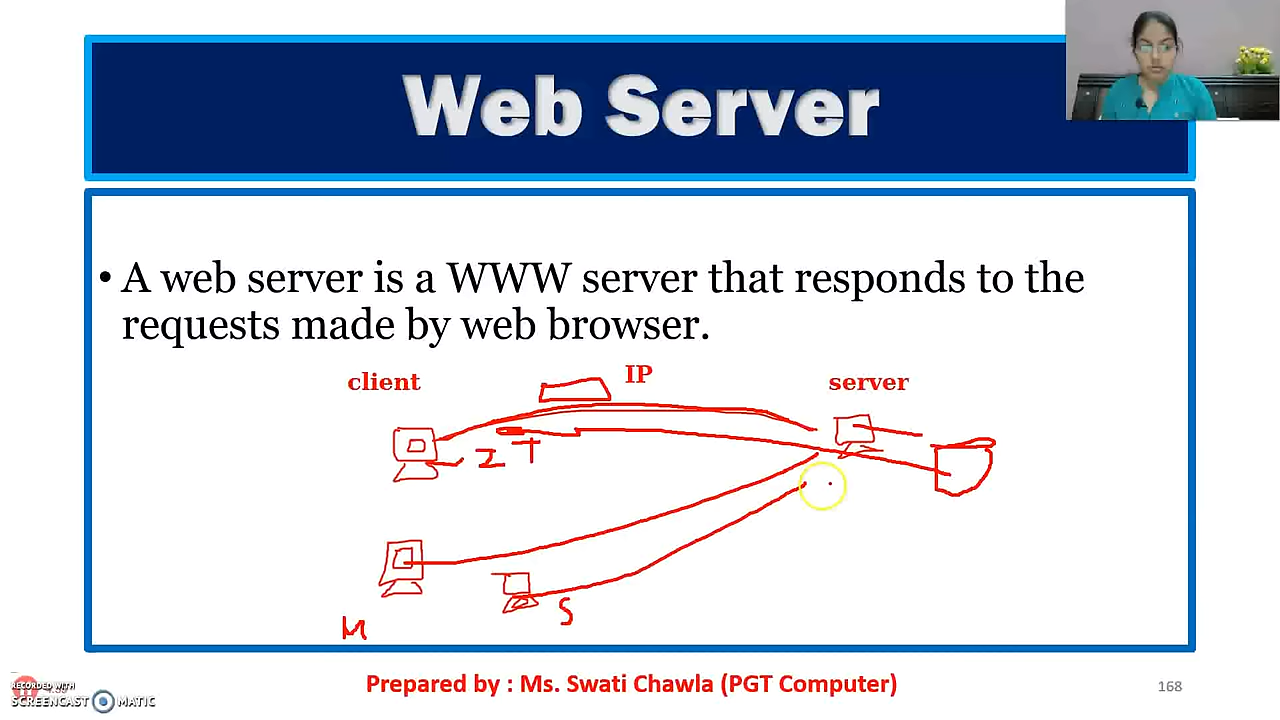 Web Server
• A web server is a WWW server that responds to the
requests made by web browser.
client
IP
server
Z T
M
S
RECORDED WITH
SCREENCAST MATIC
Prepared by : Ms. Swati Chawla (PGT Computer)
168